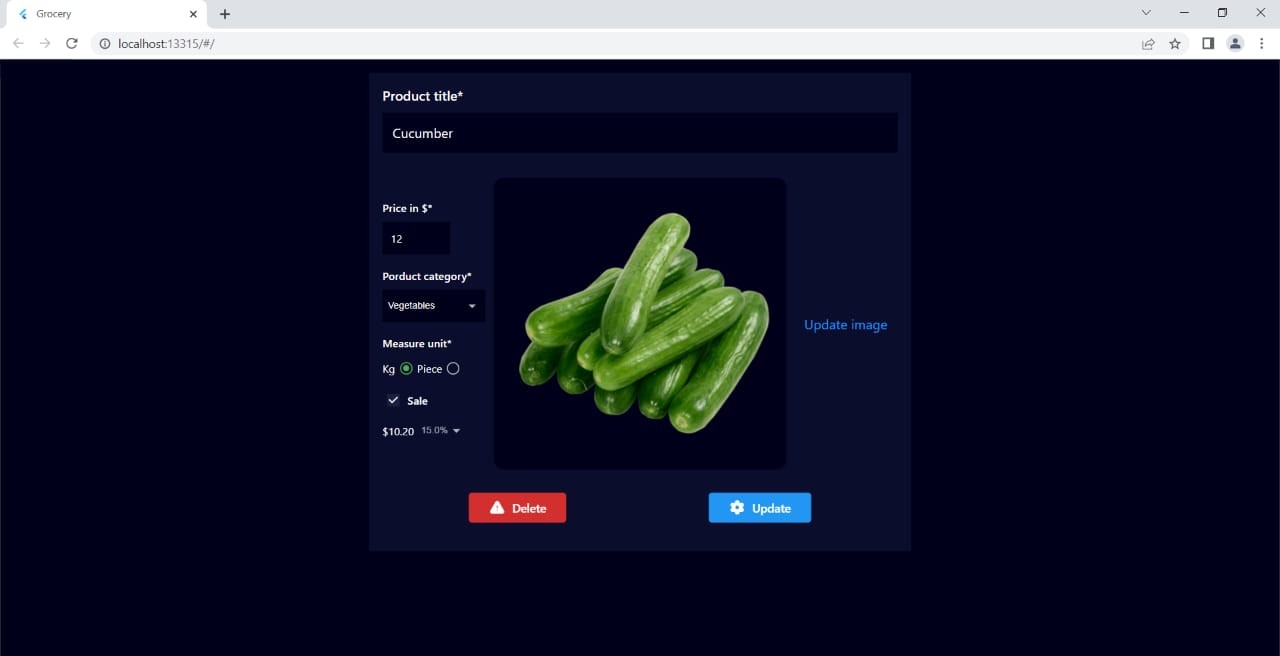 Grocery
localhost:13315/#/
Product title*
Cucumber
Price in $*
12
Porduct category*
Vegetables
Measure unit*
Kg Piece
Sale
$10.20 15.0%
Update image
Delete
Update